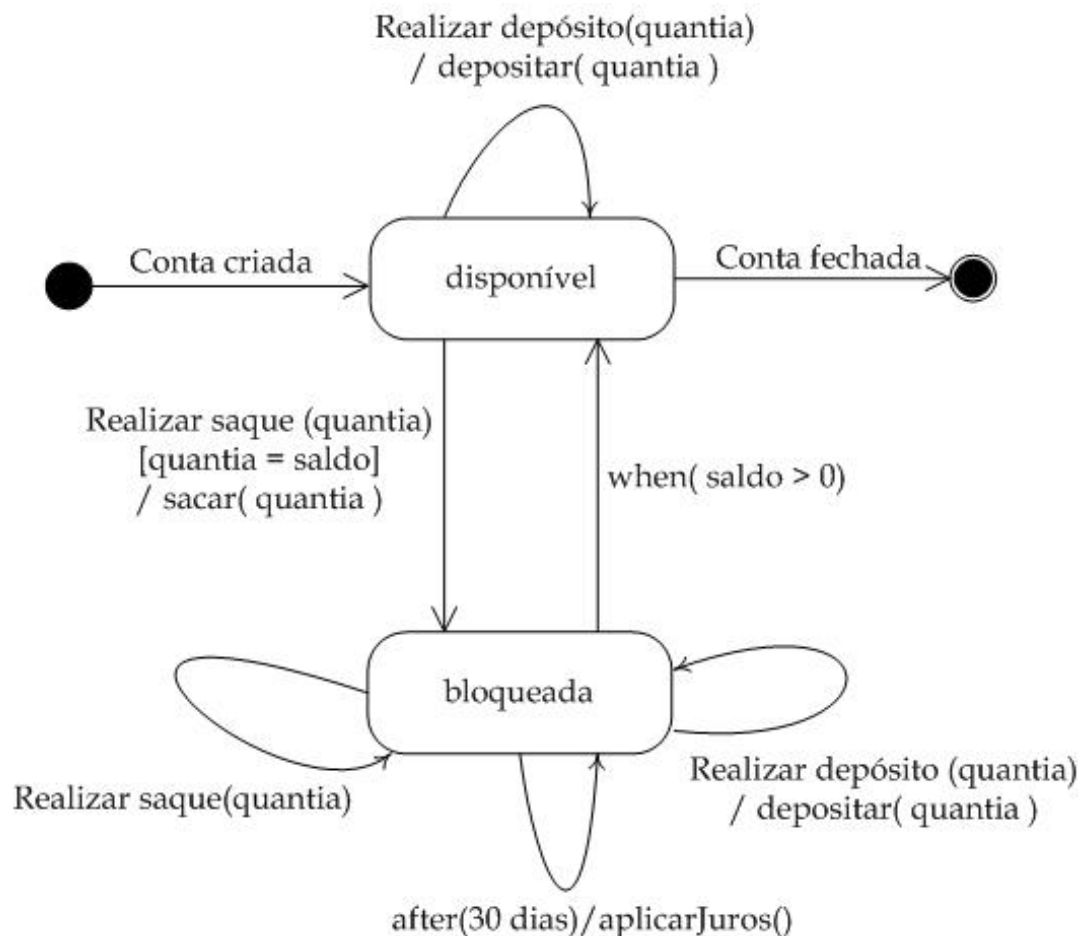 Realizar depósito(quantia)
/ depositar( quantia )
Conta criada
disponível
Conta fechada
Realizar saque (quantia)
[quantia = saldo]
/ sacar( quantia )
when( saldo > 0)
bloqueada
Realizar saque(quantia)
Realizar depósito (quantia)
/ depositar( quantia )
after(30 dias)/aplicarJuros()